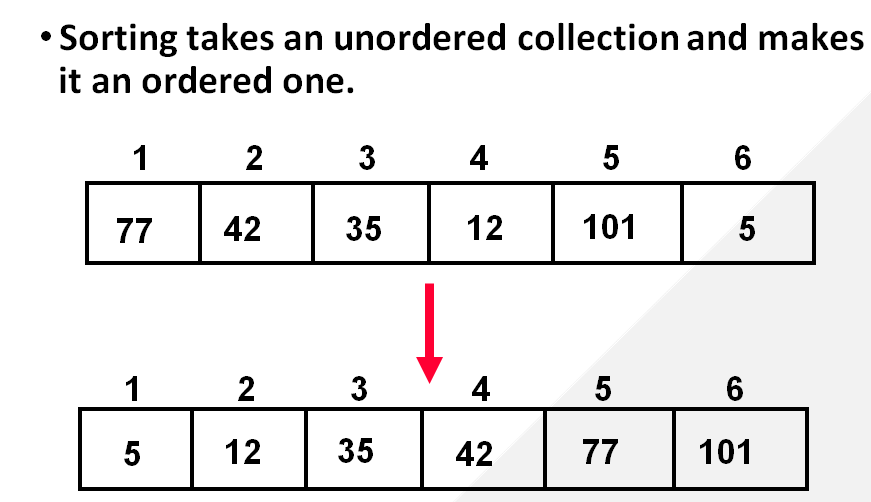 • Sorting takes an unordered collection and makes
it an ordered one.
1 2 3 4 5 6
77 42 35 12 101 5
1 2 3 4 5 6
5 12 35 42 77 101